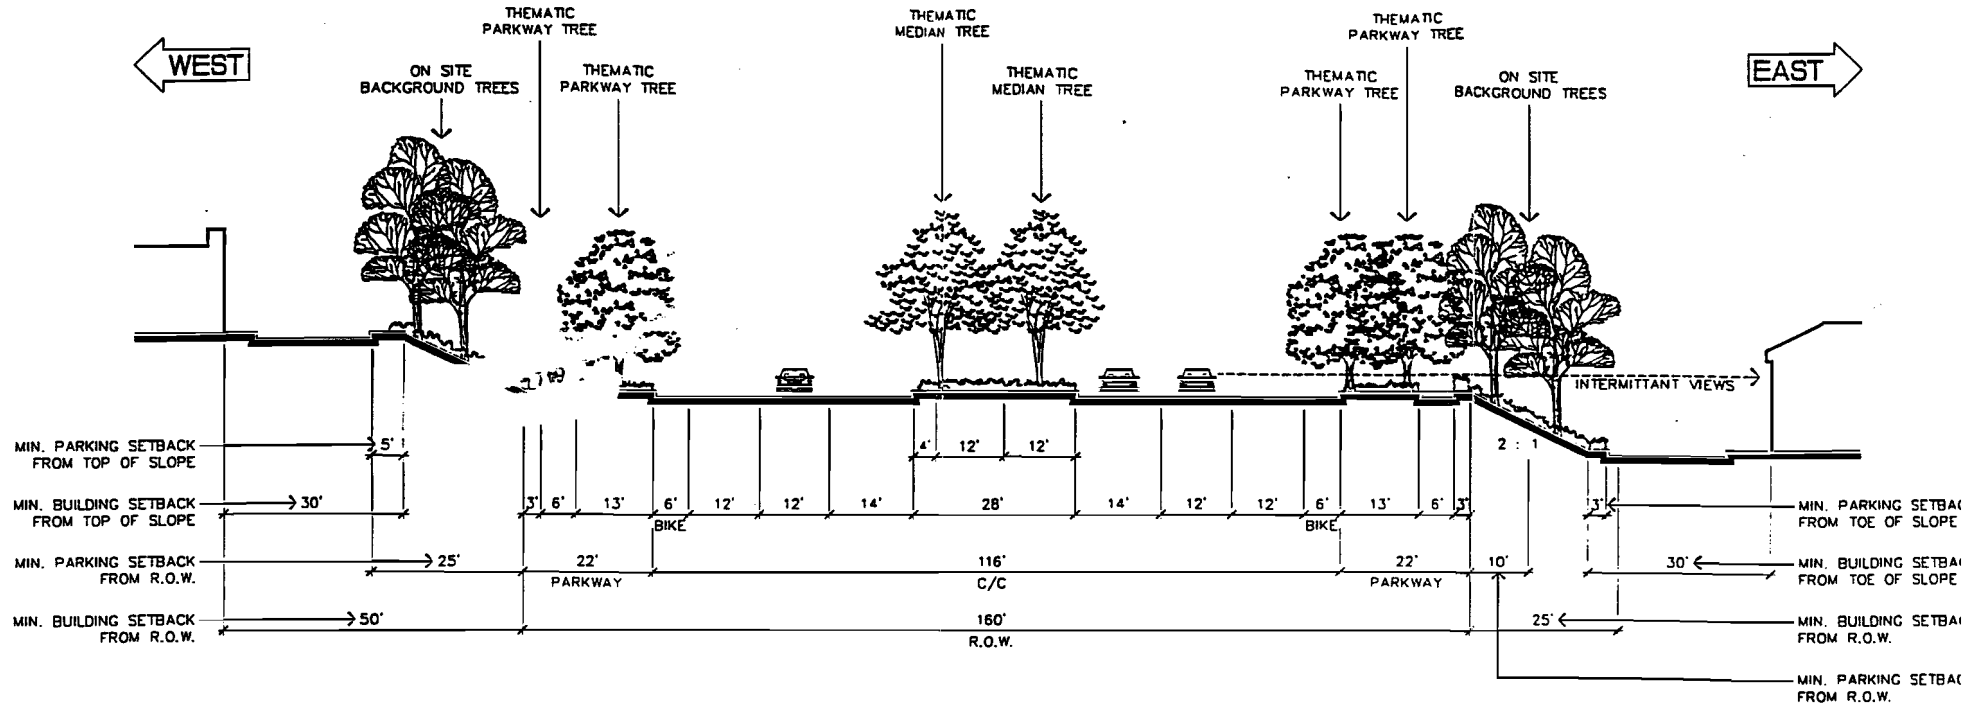 THEMATIC
PARKWAY TREE
THEMATIC
MEDIAN TREE
THEMATIC
PARKWAY TREE
WEST
ON SITE
BACKGROUND TREES
THEMATIC
PARKWAY TREE
THEMATIC
MEDIAN TREE
THEMATIC
PARKWAY TREE
ON SITE
BACKGROUND TREES
EAST
INTERMITTANT VIEWS
MIN. PARKING SETBACK
FROM TOP OF SLOPE
5'
4' 12' 12'
2 : 1
MIN. BUILDING SETBACK
FROM TOP OF SLOPE
30'
3' 6' 13' 6' 12' 12' 14' 28' 14' 12' 12' 6' 13' 6' 3'
BIKE
BIKE
3'
MIN. PARKING SETBAC
FROM TOE OF SLOPE
MIN. PARKING SETBACK
FROM R.O.W.
25'
22'
PARKWAY
116'
C/C
22'
PARKWAY
10'
30'
MIN. BUILDING SETBAC
FROM TOE OF SLOPE
MIN. BUILDING SETBACK
FROM R.O.W.
50'
160'
R.O.W.
25'
MIN. BUILDING SETBAC
FROM R.O.W.
MIN. PARKING SETBAC
FROM R.O.W.